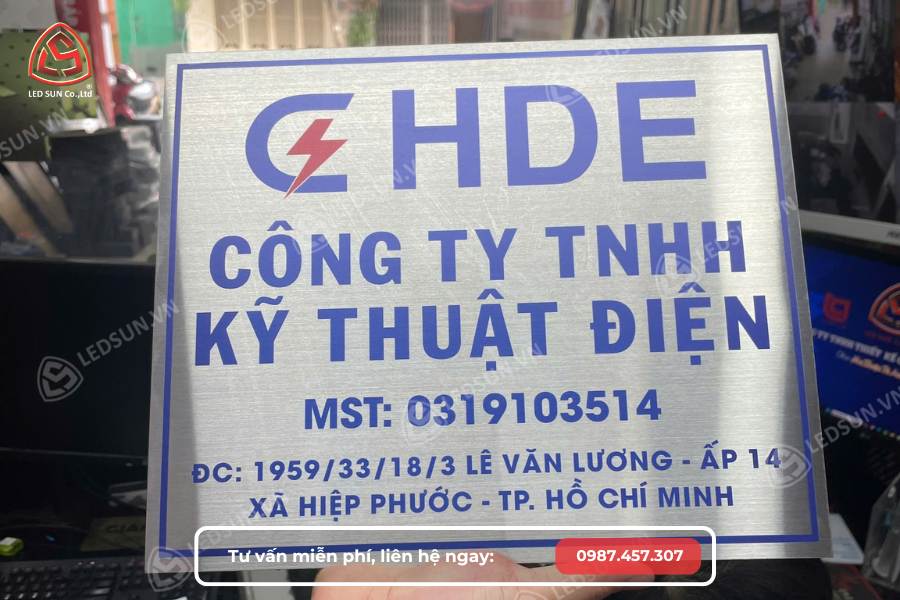 LED SUN Co.,Ltd
HDE
CÔNG TY TNHH
KỸ THUẬT ĐIỆN
MST: 0319103514
ĐC: 1959/33/18/3 LÊ VĂN LƯƠNG - ẤP 14
XÃ HIỆP PHƯỚC - TP. HỒ CHÍ MINH
Tư vấn miễn phí, liên hệ ngay: 0987.457.307
LEDSUN.VN